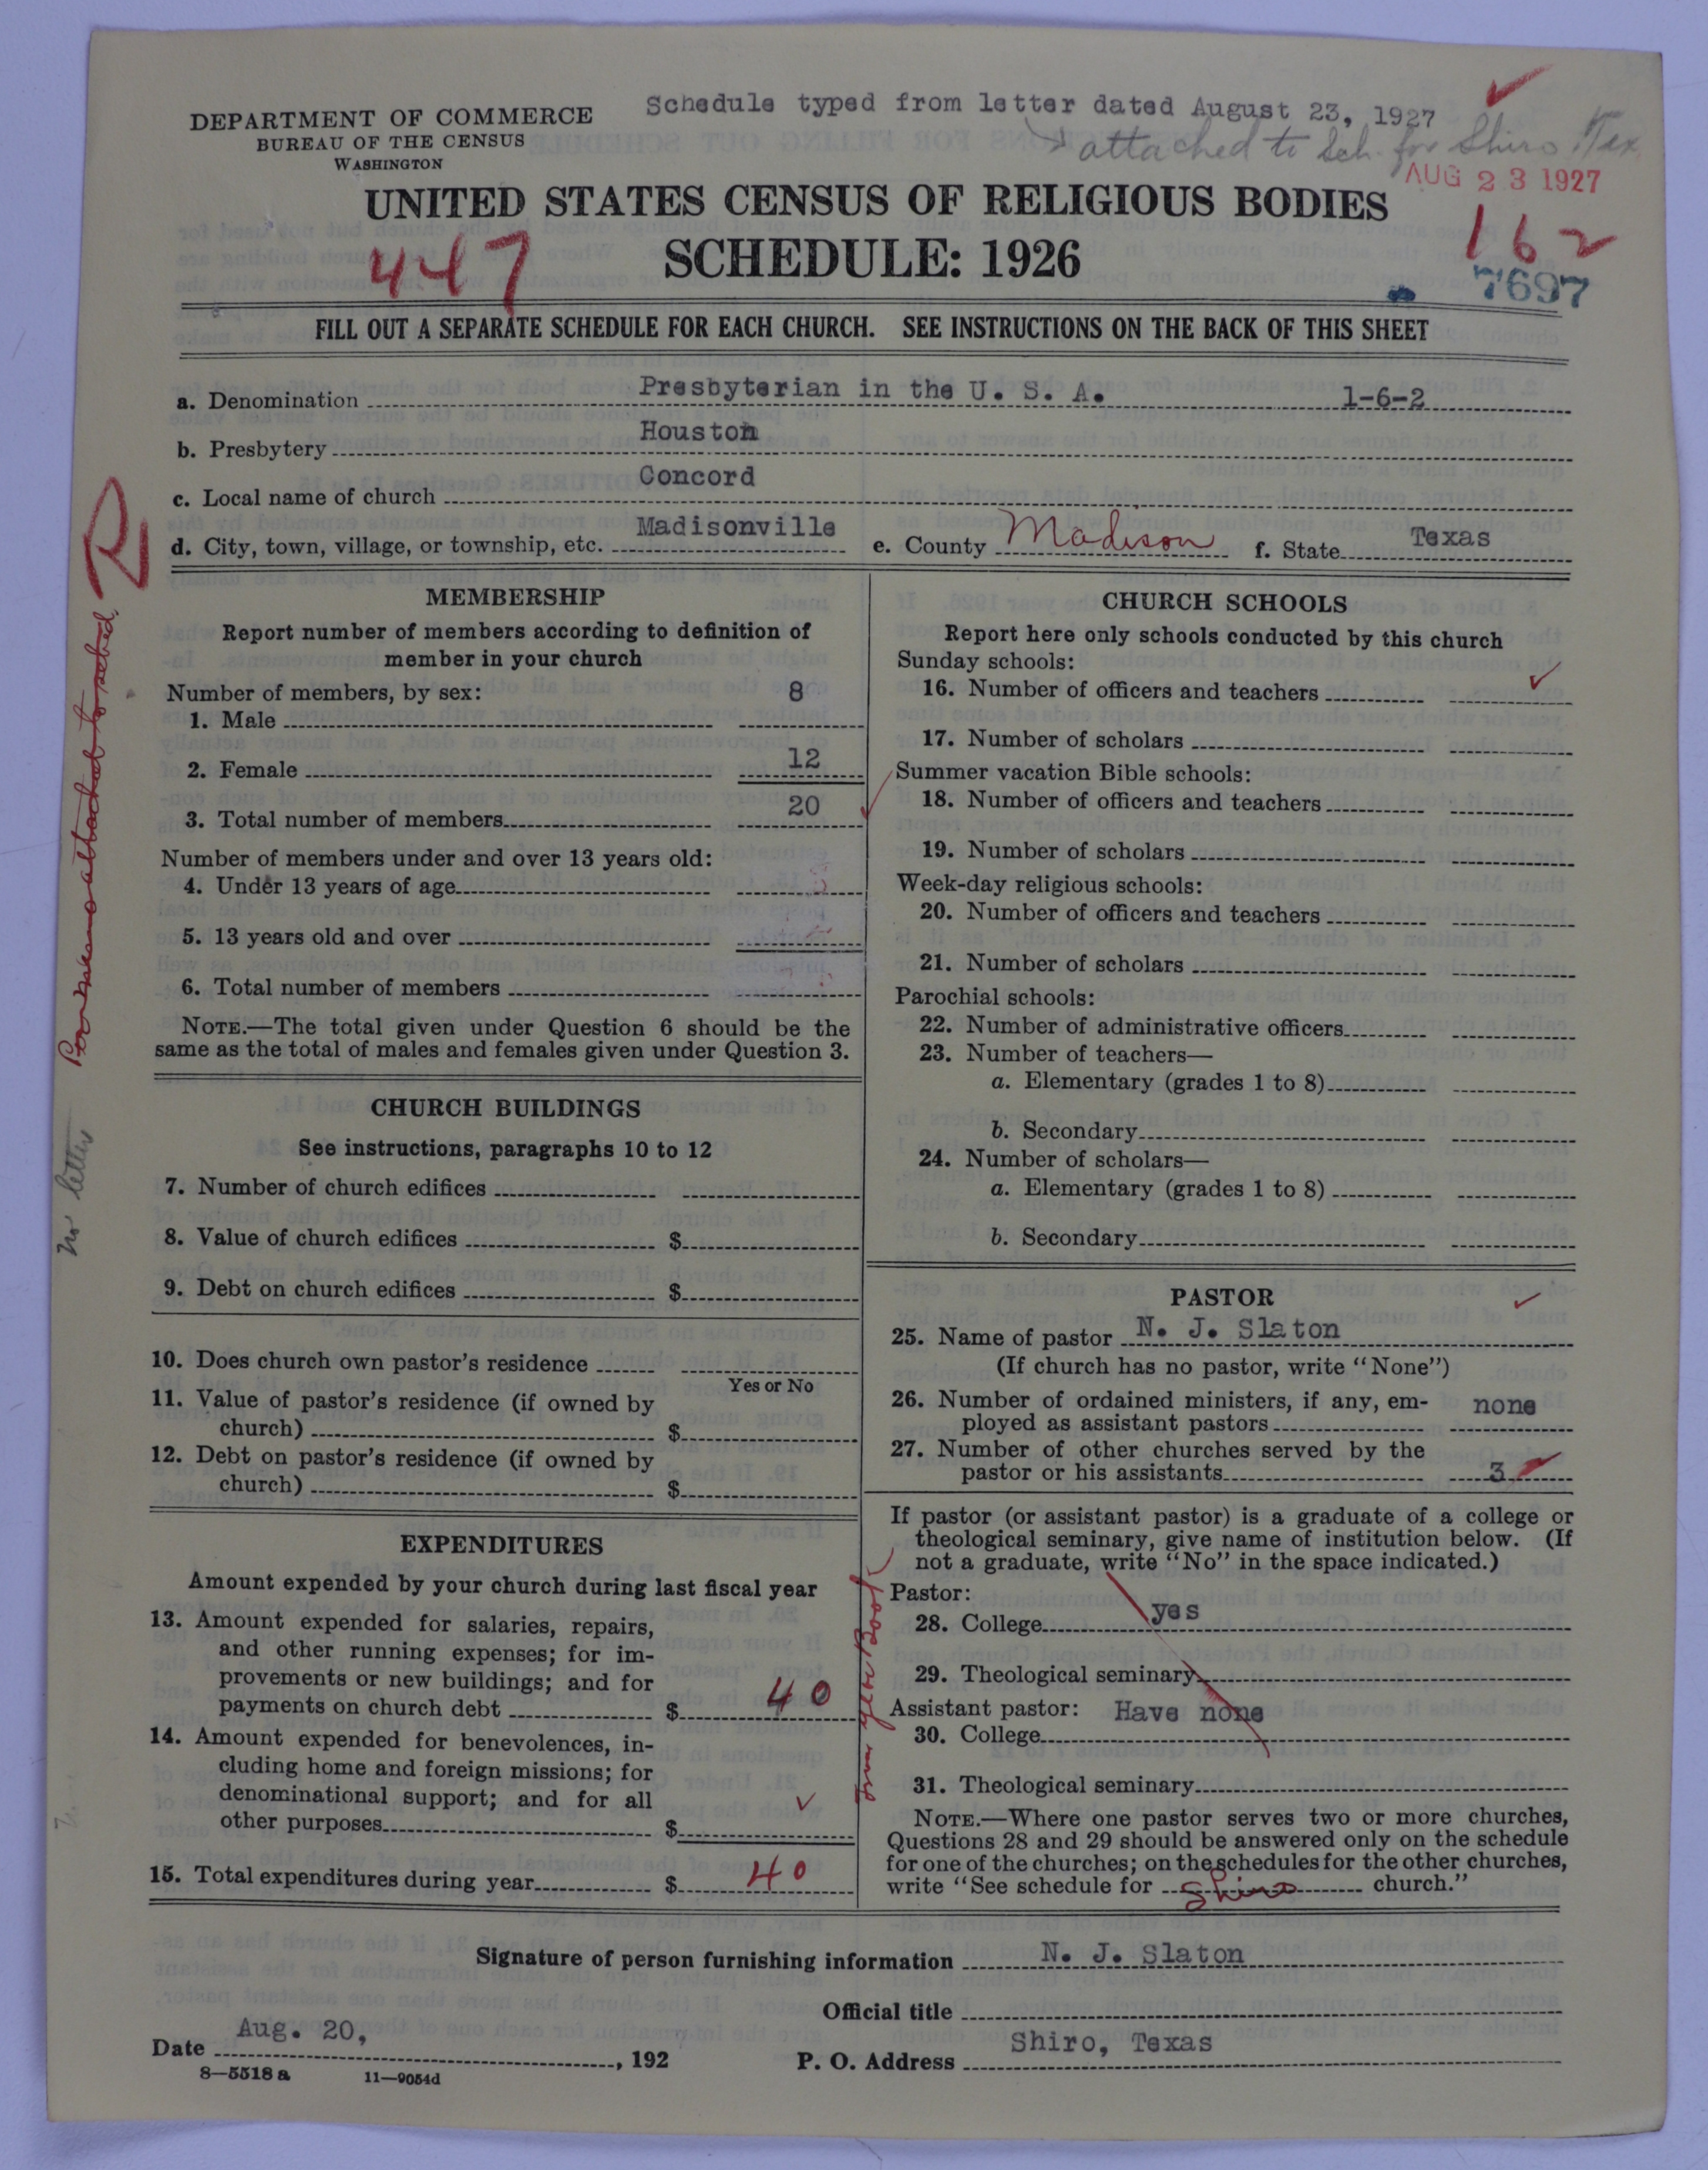 DEPARTMENT OF COMMERCE
BUREAU OF THE CENSUS
WASHINGTON
Schedule typed from letter dated August 23, 1927
attached to Sch. for Shiro, Tex
AUG 23 1927
UNITED STATES CENSUS OF RELIGIOUS BODIES
SCHEDULE: 1926
447
162
7697
FILL OUT A SEPARATE SCHEDULE FOR EACH CHURCH. SEE INSTRUCTIONS ON THE BACK OF THIS SHEET
a. Denomination Presbyterian in the U. S. A. 1-6-2
b. Presbytery Houston
c. Local name of church Concord
d. City, town, village, or township, etc. Madisonville e. County Madison f. State Texas
R
attached to
no letter
MEMBERSHIP
Report number of members according to definition of
member in your church
Number of members, by sex:
1. Male 8
2. Female 12
3. Total number of members 20
Number of members under and over 13 years old:
4. Under 13 years of age
5. 13 years old and over
6. Total number of members
NOTE.—The total given under Question 6 should be the
same as the total of males and females given under Question 3.
CHURCH BUILDINGS
See instructions, paragraphs 10 to 12
7. Number of church edifices
8. Value of church edifices $
9. Debt on church edifices $
10. Does church own pastor's residence
Yes or No
11. Value of pastor's residence (if owned by
church) $
12. Debt on pastor's residence (if owned by
church) $
EXPENDITURES
Amount expended by your church during last fiscal year
13. Amount expended for salaries, repairs,
and other running expenses; for im-
provements or new buildings; and for
payments on church debt $ 40
14. Amount expended for benevolences, in-
cluding home and foreign missions; for
denominational support; and for all
other purposes $
15. Total expenditures during year $ 40
CHURCH SCHOOLS
Report here only schools conducted by this church
Sunday schools:
16. Number of officers and teachers
17. Number of scholars
Summer vacation Bible schools:
18. Number of officers and teachers
19. Number of scholars
Week-day religious schools:
20. Number of officers and teachers
21. Number of scholars
Parochial schools:
22. Number of administrative officers
23. Number of teachers—
a. Elementary (grades 1 to 8)
b. Secondary
24. Number of scholars—
a. Elementary (grades 1 to 8)
b. Secondary
PASTOR
25. Name of pastor N. J. Slaton
(If church has no pastor, write "None")
26. Number of ordained ministers, if any, em-
ployed as assistant pastors none
27. Number of other churches served by the
pastor or his assistants 3
If pastor (or assistant pastor) is a graduate of a college or
theological seminary, give name of institution below. (If
not a graduate, write "No" in the space indicated.)
Pastor:
28. College yes
29. Theological seminary
Assistant pastor: Have none
30. College
31. Theological seminary
from Book
NOTE.—Where one pastor serves two or more churches,
Questions 28 and 29 should be answered only on the schedule
for one of the churches; on the schedules for the other churches,
write "See schedule for Shiro church."
Signature of person furnishing information N. J. Slaton
Official title
Date Aug. 20, , 192
P. O. Address Shiro, Texas
8—5518 a 11—9054d